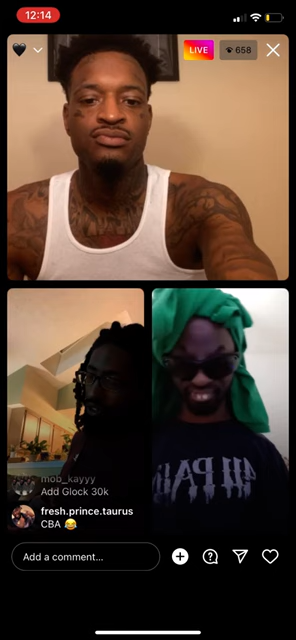 12:14
LIVE 658
mob_kayyy
Add Glock 30k
fresh.prince.taurus
CBA 😂
Add a comment...